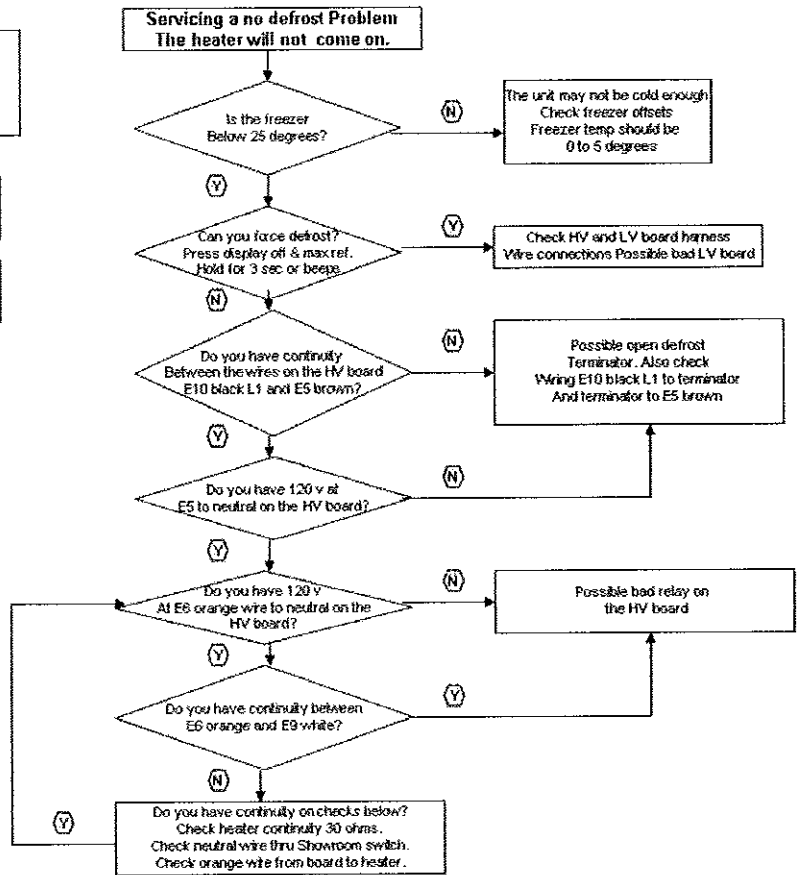 Servicing a no defrost Problem
The heater will not come on.
Is the freezer
Below 25 degrees?
N
The unit may not be cold enough
Check freezer offsets
Freezer temp should be
0 to 5 degrees
Y
Can you force defrost?
Press display off & max ref.
Hold for 3 sec or beeps
Y
Check HV and LV board harness
Wire connections Possible bad LV board
N
Do you have continuity
Between the wires on the HV board
E10 black L1 and E5 brown?
N
Possible open defrost
Terminator. Also check
Wiring E10 black L1 to terminator
And terminator to E5 brown
Y
Do you have 120 v at
E5 to neutral on the HV board?
N
Y
Do you have 120 v
At E6 orange wire to neutral on the
HV board?
N
Possible bad relay on
the HV board
Y
Do you have continuity between
E6 orange and E9 white?
Y
N
Do you have continuity on checks below?
Check heater continuity 30 ohms.
Check neutral wire thru Showroom switch.
Check orange wire from board to heater.
Y